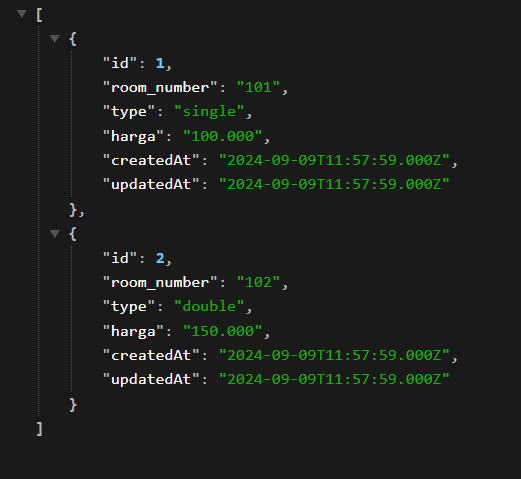 [
{
"id": 1,
"room_number": "101",
"type": "single",
"harga": "100.000",
"createdAt": "2024-09-09T11:57:59.000Z",
"updatedAt": "2024-09-09T11:57:59.000Z"
},
{
"id": 2,
"room_number": "102",
"type": "double",
"harga": "150.000",
"createdAt": "2024-09-09T11:57:59.000Z",
"updatedAt": "2024-09-09T11:57:59.000Z"
}
]